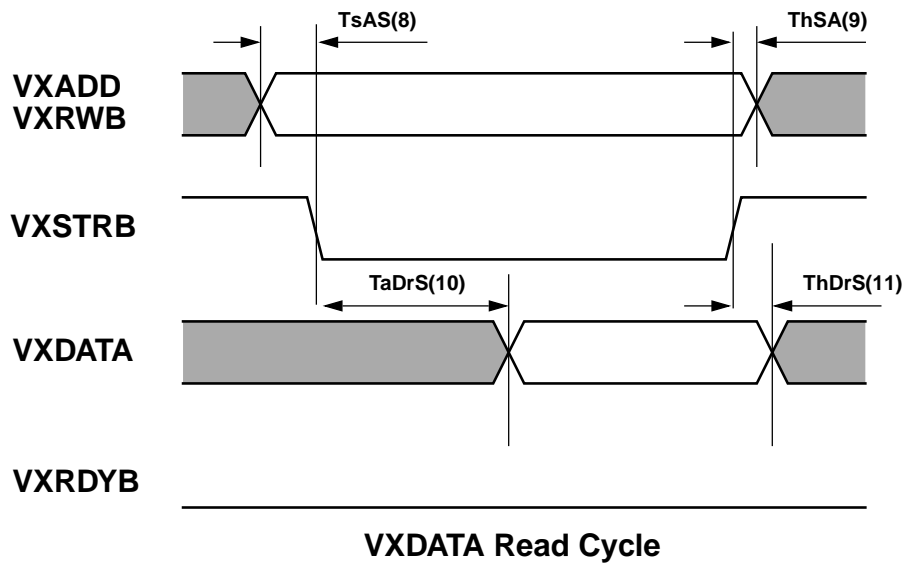 TsAS(8)
ThSA(9)
VXADD
VXRWB
VXSTRB
TaDrS(10)
ThDrS(11)
VXDATA
VXRDYB
VXDATA Read Cycle